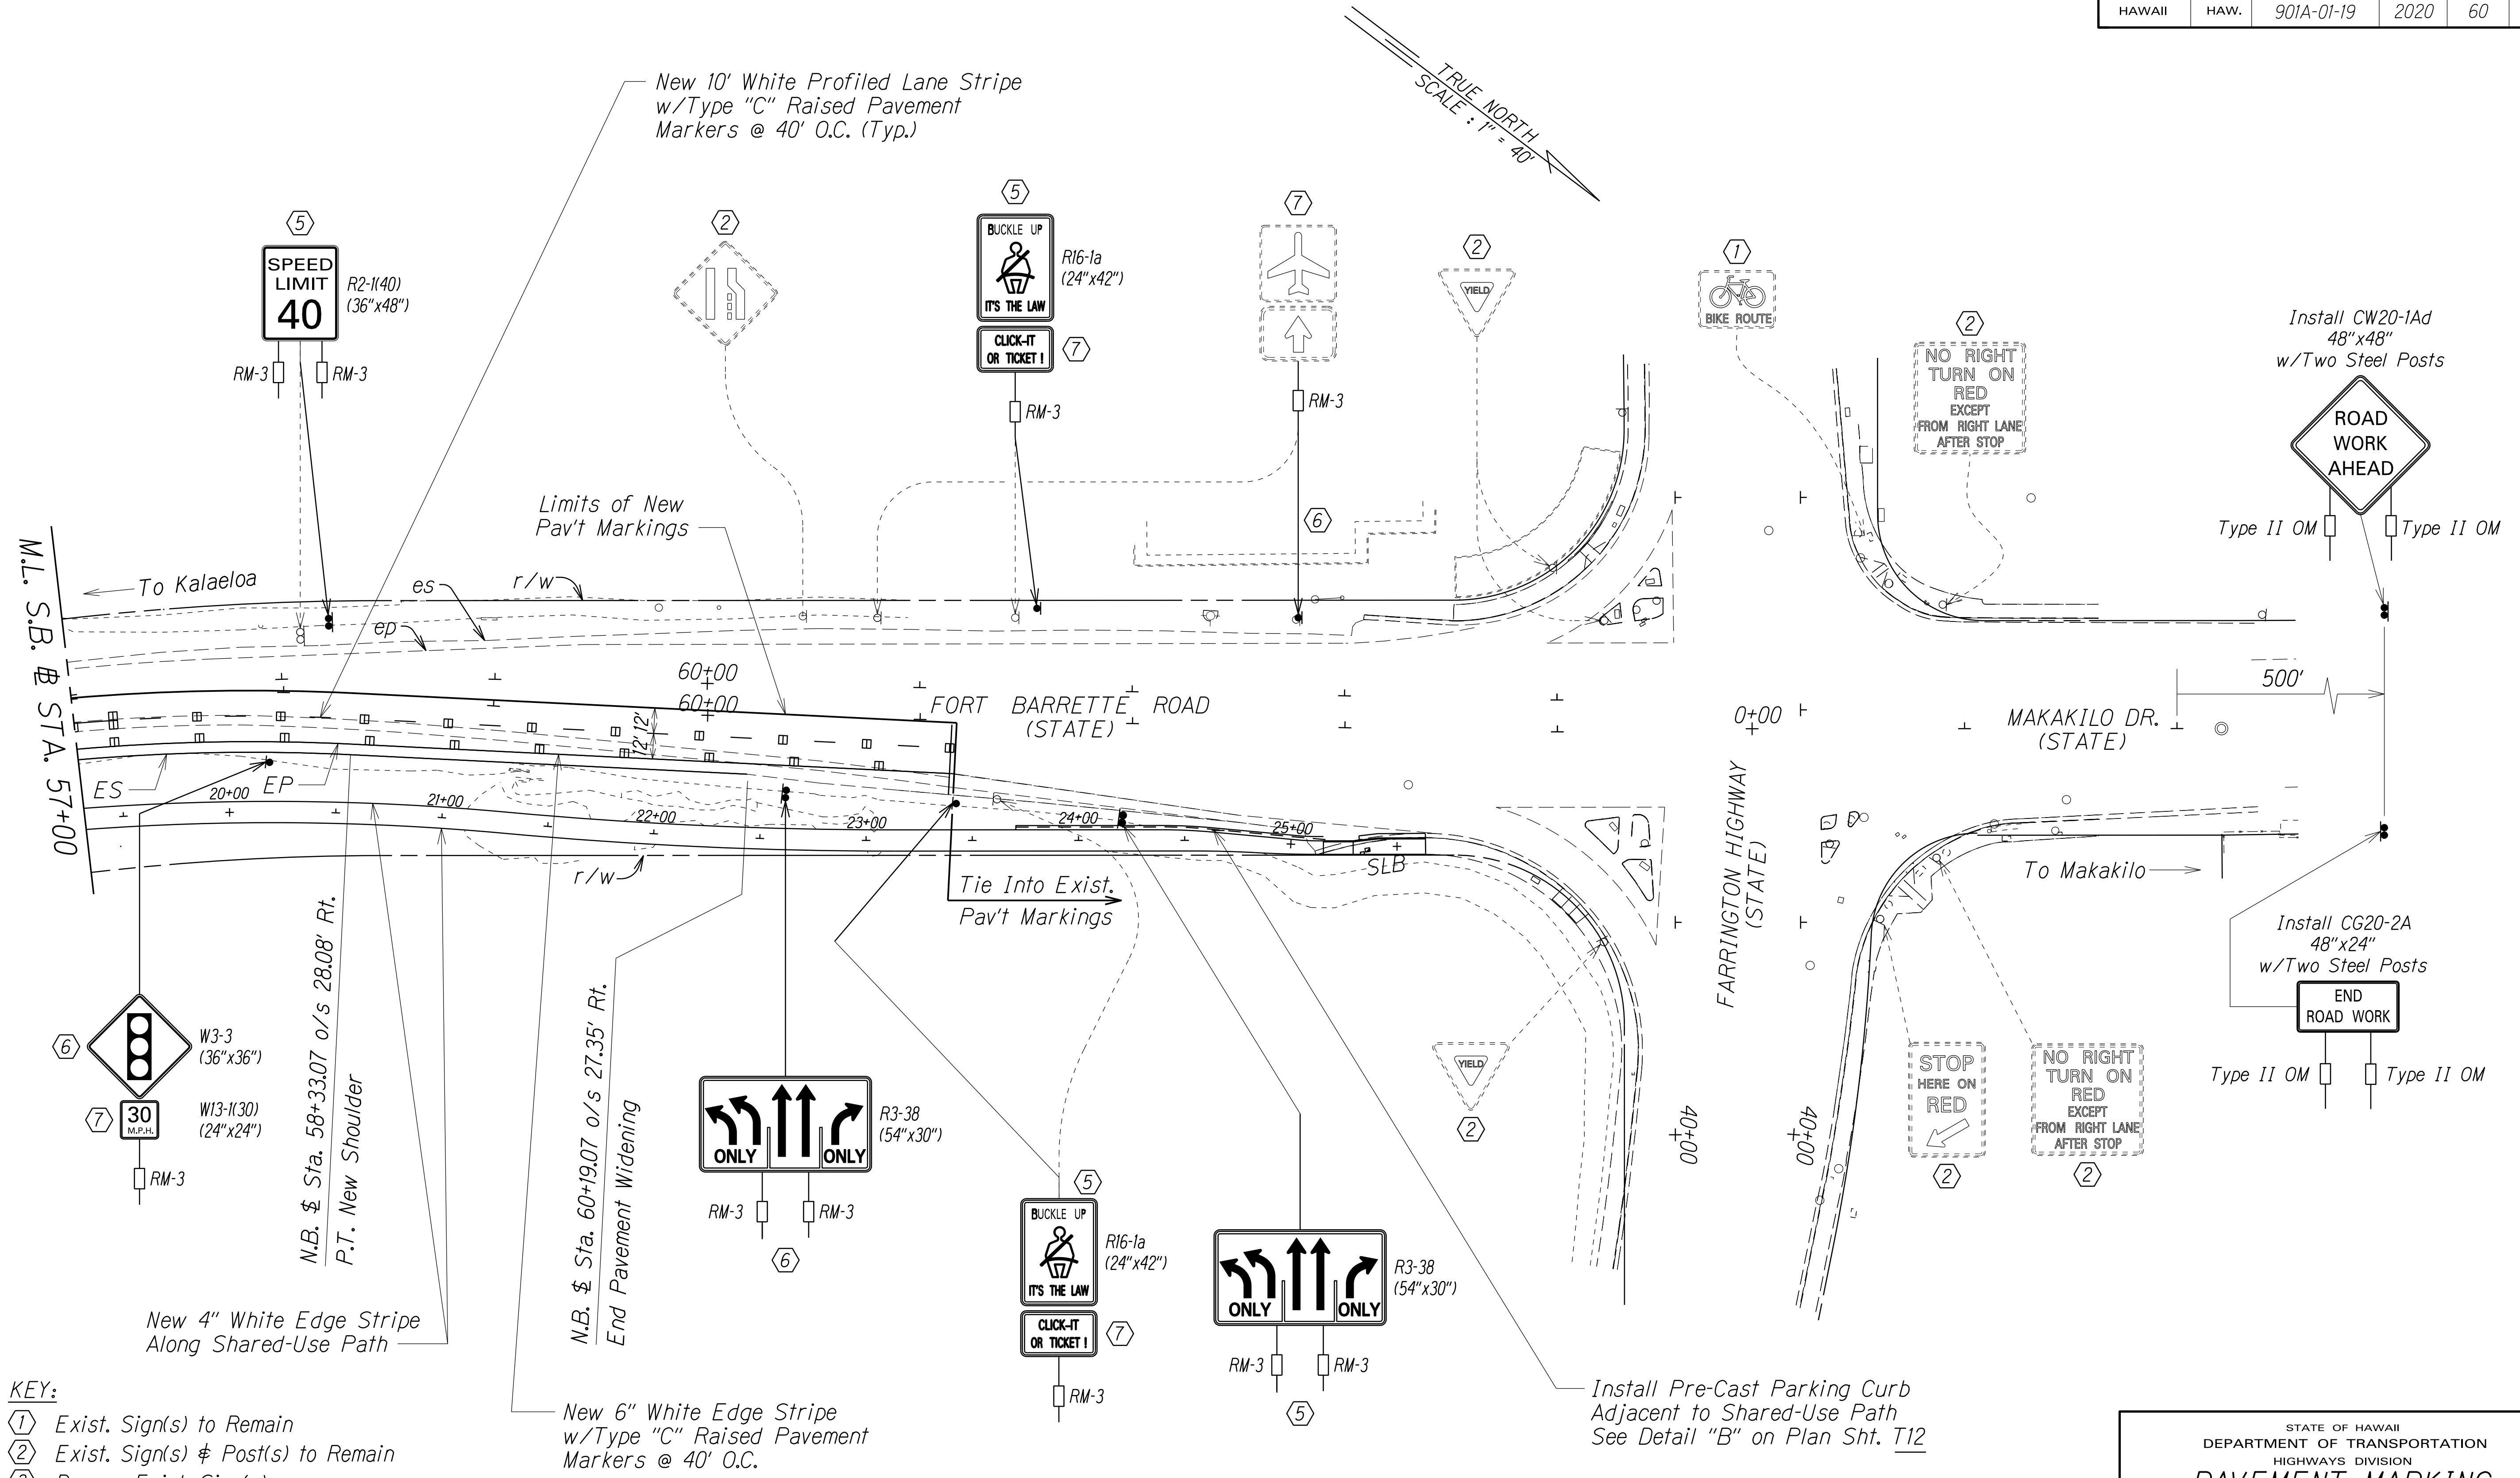 HAWAII HAW. 901A-01-19 2020 60
New 10' White Profiled Lane Stripe
w/Type "C" Raised Pavement
Markers @ 40' O.C. (Typ.)
TRUE NORTH
SCALE : 1" = 40'
5
SPEED
LIMIT
40
R2-1(40)
(36"x48")
RM-3
RM-3
2
5
BUCKLE UP
IT'S THE LAW
R16-1a
(24"x42")
CLICK-IT
OR TICKET !
7
RM-3
7
RM-3
6
2
YIELD
1
BIKE ROUTE
2
NO RIGHT
TURN ON
RED
EXCEPT
FROM RIGHT LANE
AFTER STOP
Install CW20-1Ad
48"x48"
w/Two Steel Posts
ROAD
WORK
AHEAD
Type II OM
Type II OM
Limits of New
Pav't Markings
M.L. S.B. ⅊ STA. 57+00
To Kalaeloa
es
r/w
ep
60+00
60+00
12' 12'
FORT BARRETTE ROAD
(STATE)
0+00
MAKAKILO DR.
(STATE)
500'
ES
EP
20+00
21+00
22+00
23+00
24+00
25+00
SLB
r/w
Tie Into Exist.
Pav't Markings
FARRINGTON HIGHWAY
(STATE)
To Makakilo
Install CG20-2A
48"x24"
w/Two Steel Posts
END
ROAD WORK
Type II OM
Type II OM
6
W3-3
(36"x36")
7
30
M.P.H.
W13-1(30)
(24"x24")
RM-3
N.B. ⅊ Sta. 58+33.07 o/s 28.08' Rt.
P.T. New Shoulder
N.B. ⅊ Sta. 60+19.07 o/s 27.35' Rt.
End Pavement Widening
ONLY
ONLY
R3-38
(54"x30")
RM-3
RM-3
6
5
BUCKLE UP
IT'S THE LAW
R16-1a
(24"x42")
CLICK-IT
OR TICKET !
7
RM-3
ONLY
ONLY
R3-38
(54"x30")
RM-3
RM-3
5
YIELD
2
40+00
40+00
STOP
HERE ON
RED
2
NO RIGHT
TURN ON
RED
EXCEPT
FROM RIGHT LANE
AFTER STOP
2
New 4" White Edge Stripe
Along Shared-Use Path
New 6" White Edge Stripe
w/Type "C" Raised Pavement
Markers @ 40' O.C.
Install Pre-Cast Parking Curb
Adjacent to Shared-Use Path
See Detail "B" on Plan Sht. T12
KEY:
1 Exist. Sign(s) to Remain
2 Exist. Sign(s) & Post(s) to Remain
STATE OF HAWAII
DEPARTMENT OF TRANSPORTATION
HIGHWAYS DIVISION
PAVEMENT MARKING